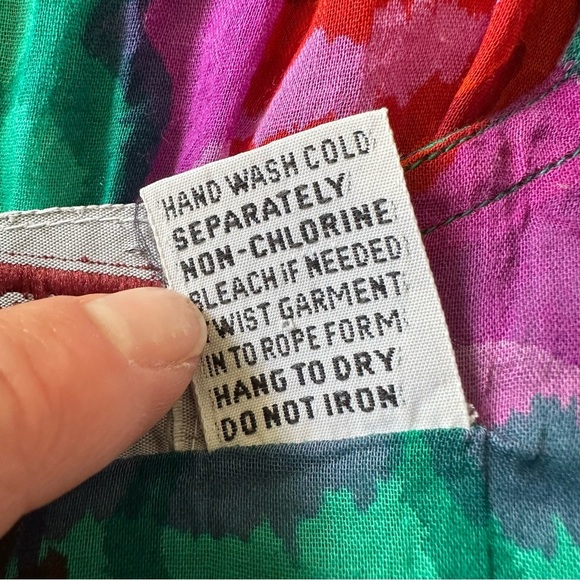 HAND WASH COLD
SEPARATELY
NON-CHLORINE
BLEACH IF NEEDED
TWIST GARMENT
IN TO ROPE FORM
HANG TO DRY
DO NOT IRON